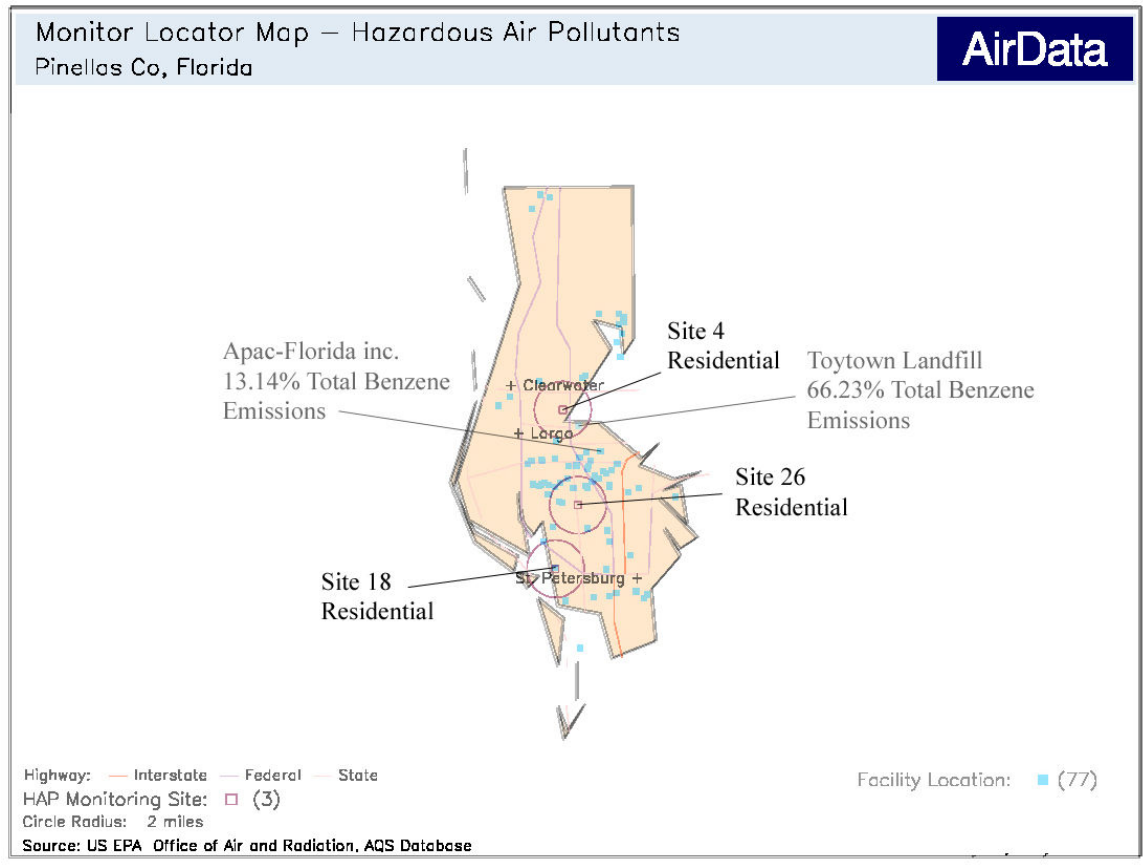 Monitor Locator Map – Hazardous Air Pollutants
Pinellas Co, Florida
AirData
Site 4
Residential
Apac-Florida inc.
13.14% Total Benzene
Emissions
Toytown Landfill
66.23% Total Benzene
Emissions
+ Clearwater
+ Largo
Site 26
Residential
Site 18
Residential
St. Petersburg +
Highway: — Interstate — Federal — State
HAP Monitoring Site: (3)
Circle Radius: 2 miles
Source: US EPA Office of Air and Radiation, AQS Database
Facility Location: (77)